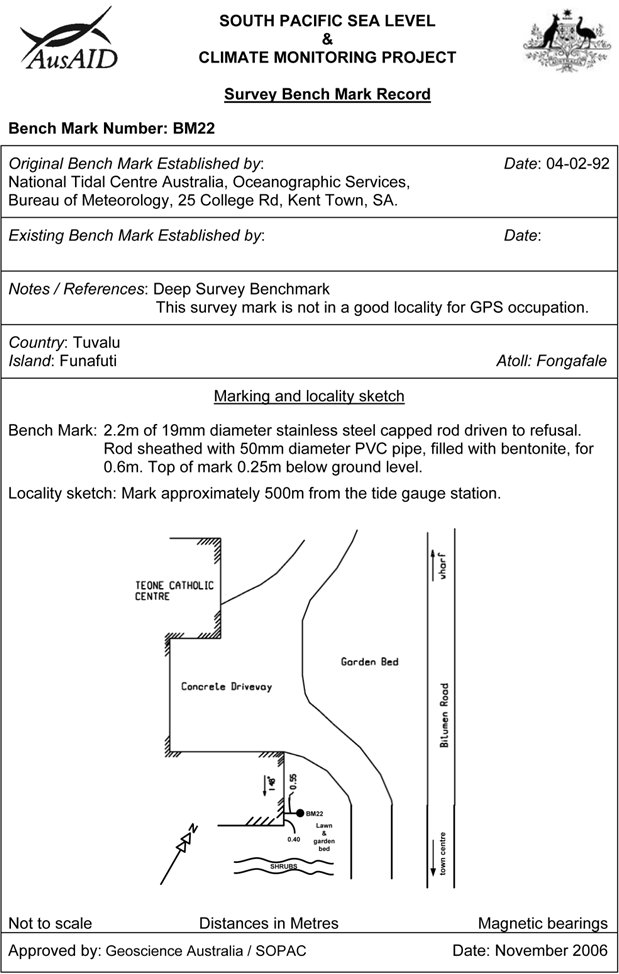 AusAID
SOUTH PACIFIC SEA LEVEL
&
CLIMATE MONITORING PROJECT
AUSTRALIA
Survey Bench Mark Record
Bench Mark Number: BM22
Original Bench Mark Established by: Date: 04-02-92
National Tidal Centre Australia, Oceanographic Services,
Bureau of Meteorology, 25 College Rd, Kent Town, SA.
Existing Bench Mark Established by: Date:
Notes / References: Deep Survey Benchmark
This survey mark is not in a good locality for GPS occupation.
Country: Tuvalu
Island: Funafuti Atoll: Fongafale
Marking and locality sketch
Bench Mark: 2.2m of 19mm diameter stainless steel capped rod driven to refusal.
Rod sheathed with 50mm diameter PVC pipe, filled with bentonite, for
0.6m. Top of mark 0.25m below ground level.
Locality sketch: Mark approximately 500m from the tide gauge station.
wharf
TEONE CATHOLIC
CENTRE
Garden Bed
Concrete Driveway
Bitumen Road
148°
0.55
BM22
0.40
Lawn
&
garden
bed
N
SHRUBS
town centre
Not to scale Distances in Metres Magnetic bearings
Approved by: Geoscience Australia / SOPAC Date: November 2006